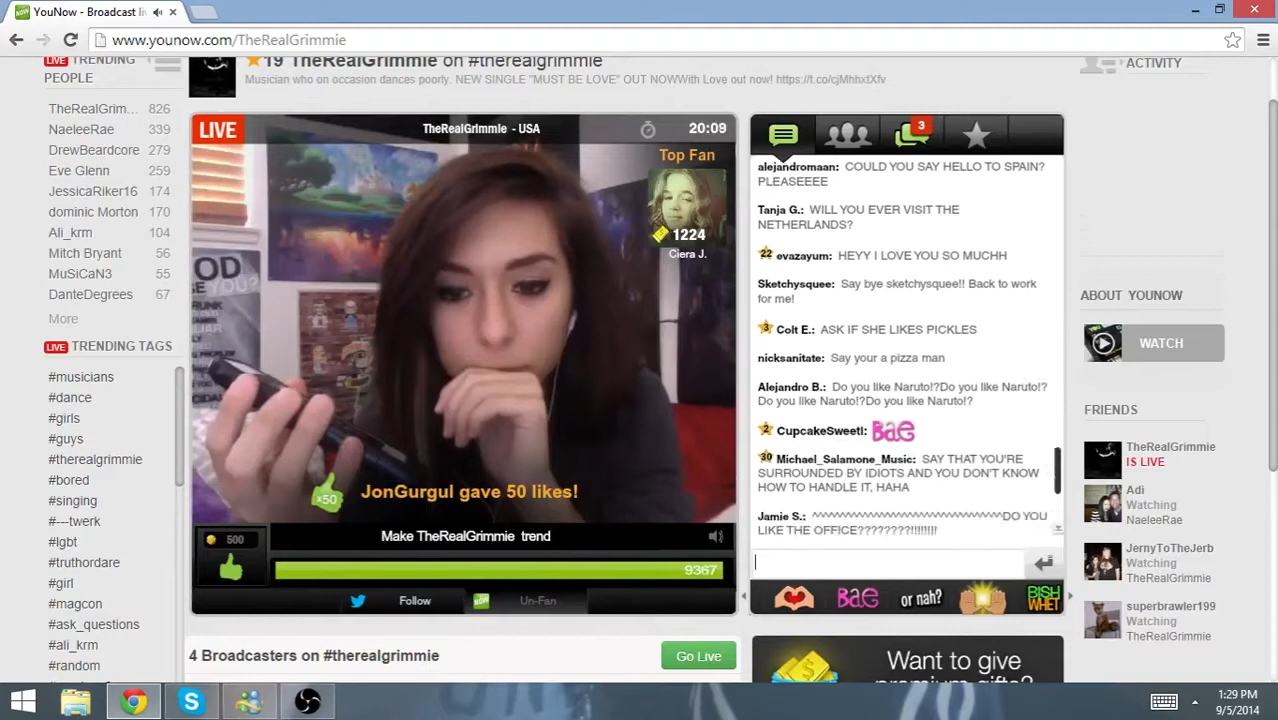 YouNow - Broadcast li
www.younow.com/TheRealGrimmie
LIVE TRENDING
PEOPLE
TheRealGrim... 826
NaeleeRae 339
DrewBeardcore 279
Eve Glenn 259
JessicaRifer16 174
dominic Morton 170
Ali_krm 104
Mitch Bryant 56
MuSiCaN3 55
DanteDegrees 67
More
LIVE TRENDING TAGS
#musicians
#dance
#girls
#guys
#therealgrimmie
#bored
#singing
#---twerk
#lgbt
#truthordare
#girl
#magcon
#ask_questions
#ali_krm
#random
19 TheRealGrimmie on #therealgrimmie
Musician who on occasion dances poorly. NEW SINGLE "MUST BE LOVE" OUT NOWWith Love out now! https://t.co/cjMhhx1Xfv
LIVE
TheRealGrimmie - USA
20:09
Top Fan
1224
Ciera J.
x50
JonGurgul gave 50 likes!
500
Make TheRealGrimmie trend
9367
Follow
NOW
Un-Fan
4 Broadcasters on #therealgrimmie
Go Live
3
alejandromaan: COULD YOU SAY HELLO TO SPAIN?
PLEASEEEE
Tanja G.: WILL YOU EVER VISIT THE
NETHERLANDS?
22 evazayum: HEYY I LOVE YOU SO MUCHH
Sketchysquee: Say bye sketchysquee!! Back to work
for me!
3 Colt E.: ASK IF SHE LIKES PICKLES
nicksanitate: Say your a pizza man
Alejandro B.: Do you like Naruto!?Do you like Naruto!?
Do you like Naruto!?Do you like Naruto!?
2 CupcakeSweetI: Bae
30 Michael_Salamone_Music: SAY THAT YOU'RE
SURROUNDED BY IDIOTS AND YOU DON'T KNOW
HOW TO HANDLE IT, HAHA
Jamie S.: ^^^^^^^^^^^^^^^^^^^^^^^^^^^^^^^^DO YOU
LIKE THE OFFICE????????!!!!!!!!
Bae
or nah?
BISH
WHET
Want to give
premium gifts?
ACTIVITY
ABOUT YOUNOW
WATCH
FRIENDS
TheRealGrimmie
IS LIVE
Adi
Watching
NaeleeRae
JernyToTheJerb
Watching
TheRealGrimmie
superbrawler199
Watching
TheRealGrimmie
1:29 PM
9/5/2014